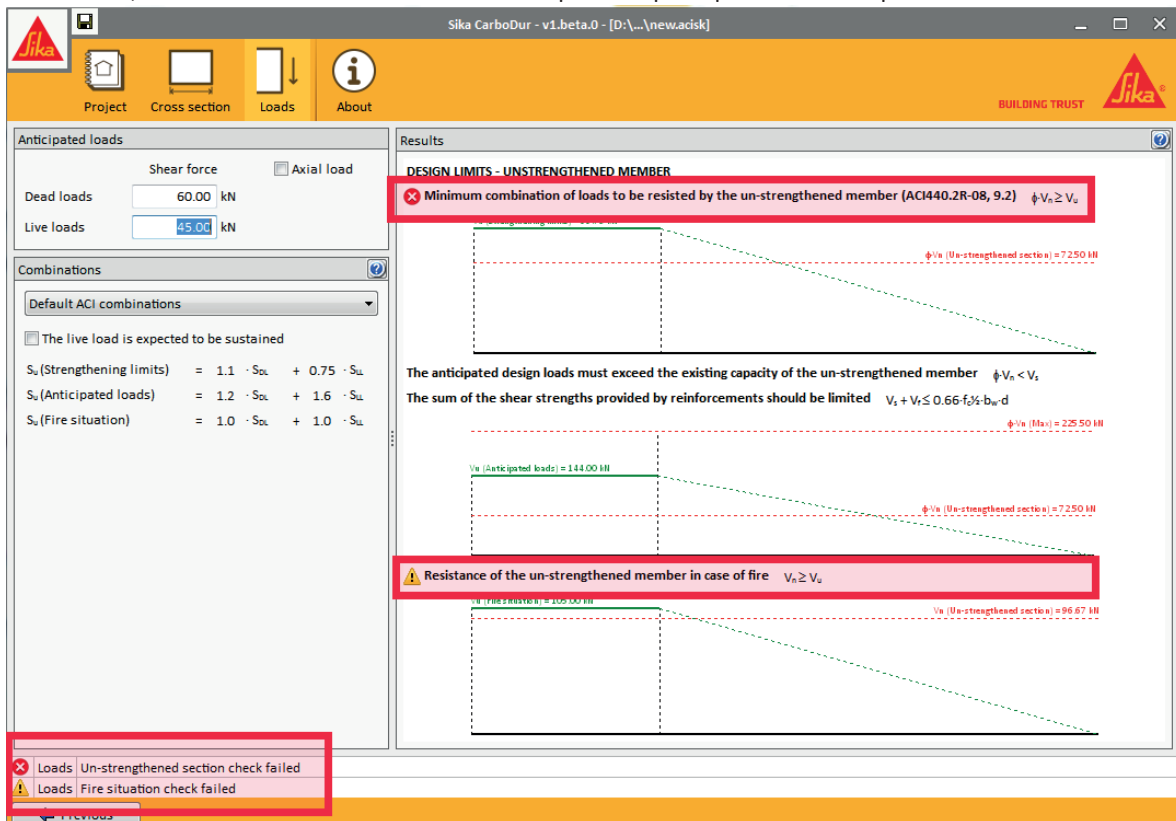 Sika CarboDur - v1.beta.0 - [D:\...\new.acisk]
Sika
Project Cross section Loads About
BUILDING TRUST
Sika®
Anticipated loads
Shear force Axial load
Dead loads 60.00 kN
Live loads 45.00 kN
Combinations
Default ACI combinations
The live load is expected to be sustained
Su (Strengthening limits) = 1.1 · SDL + 0.75 · SLL
Su (Anticipated loads) = 1.2 · SDL + 1.6 · SLL
Su (Fire situation) = 1.0 · SDL + 1.0 · SLL
Results
DESIGN LIMITS - UNSTRENGTHENED MEMBER
Minimum combination of loads to be resisted by the un-strengthened member (ACI440.2R-08, 9.2) ϕ·Vn ≥ Vu
ϕ·Vn (Un-strengthened section) = 72.50 kN
The anticipated design loads must exceed the existing capacity of the un-strengthened member ϕ·Vn < Vs
The sum of the shear strengths provided by reinforcements should be limited Vs + Vf ≤ 0.66·fc½·bw·d
ϕ·Vn (Max) = 225.50 kN
Vu (Anticipated loads) = 144.00 kN
ϕ·Vn (Un-strengthened section) = 72.50 kN
Resistance of the un-strengthened member in case of fire Vn ≥ Vu
Vu (Fire situation) = 105.00 kN
Vn (Un-strengthened section) = 96.67 kN
Loads Un-strengthened section check failed
Loads Fire situation check failed
Previous